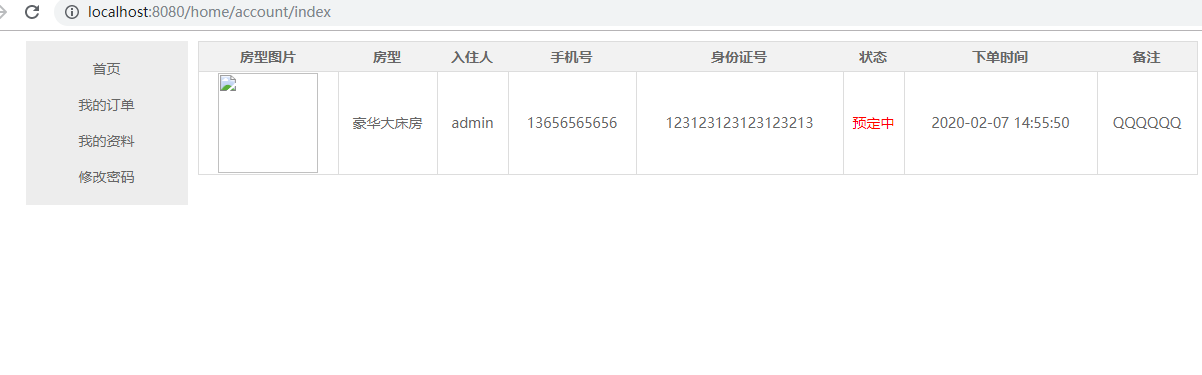 localhost:8080/home/account/index
首页
我的订单
我的资料
修改密码
房型图片 房型 入住人 手机号 身份证号 状态 下单时间 备注
豪华大床房 admin 13656565656 123123123123123213 预定中 2020-02-07 14:55:50 QQQQQQ